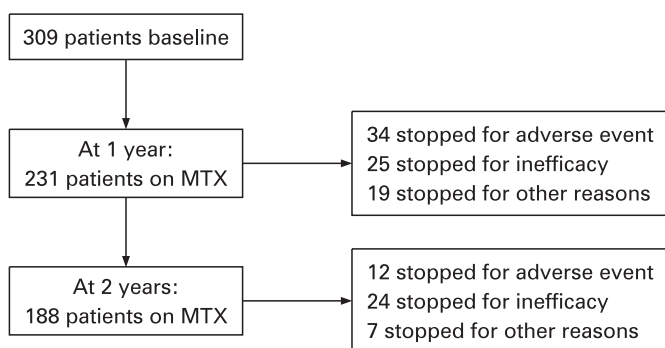 309 patients baseline
At 1 year:
231 patients on MTX
34 stopped for adverse event
25 stopped for inefficacy
19 stopped for other reasons
At 2 years:
188 patients on MTX
12 stopped for adverse event
24 stopped for inefficacy
7 stopped for other reasons